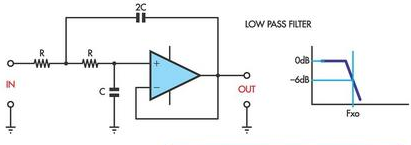 2C
LOW PASS FILTER
R
R
0dB
+
IN
C
−
OUT
−6dB
Fxo